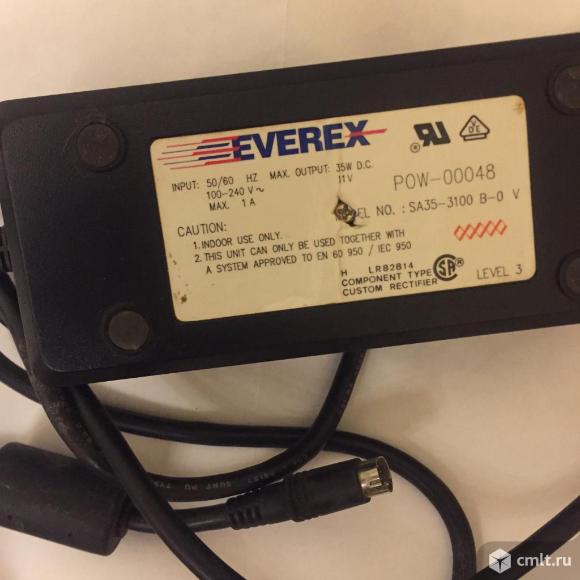 EVEREX
INPUT: 50/60 HZ MAX. OUTPUT: 35W D.C.
100-240 V ~ 11V
MAX. 1 A
POW-00048
EL NO. : SA35-3100 B-0 V
CAUTION:
1. INDOOR USE ONLY.
2. THIS UNIT CAN ONLY BE USED TOGETHER WITH
A SYSTEM APPROVED TO EN 60 950 / IEC 950
H LR82814
COMPONENT TYPE
CUSTOM RECTIFIER
LEVEL 3
cmlt.ru